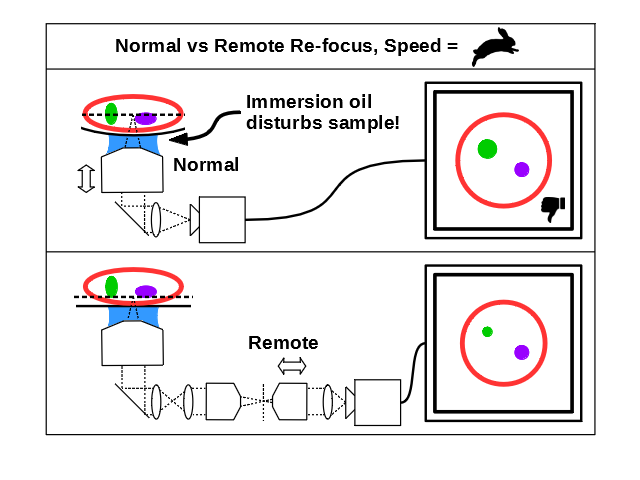 Normal vs Remote Re-focus, Speed =
Immersion oil
disturbs sample!
Normal
Remote